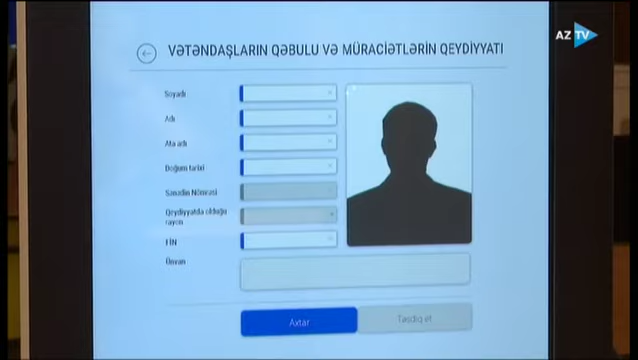 AZ TV
VƏTƏNDAŞLARIN QƏBULU VƏ MÜRACİƏTLƏRİN QEYDİYYATI
Soyadı
Adı
Ata adı
Doğum tarixi
Sənədin Nömrəsi
Qeydiyyatda olduğu
rayon
FİN
Ünvan
Axtar
Təsdiq et